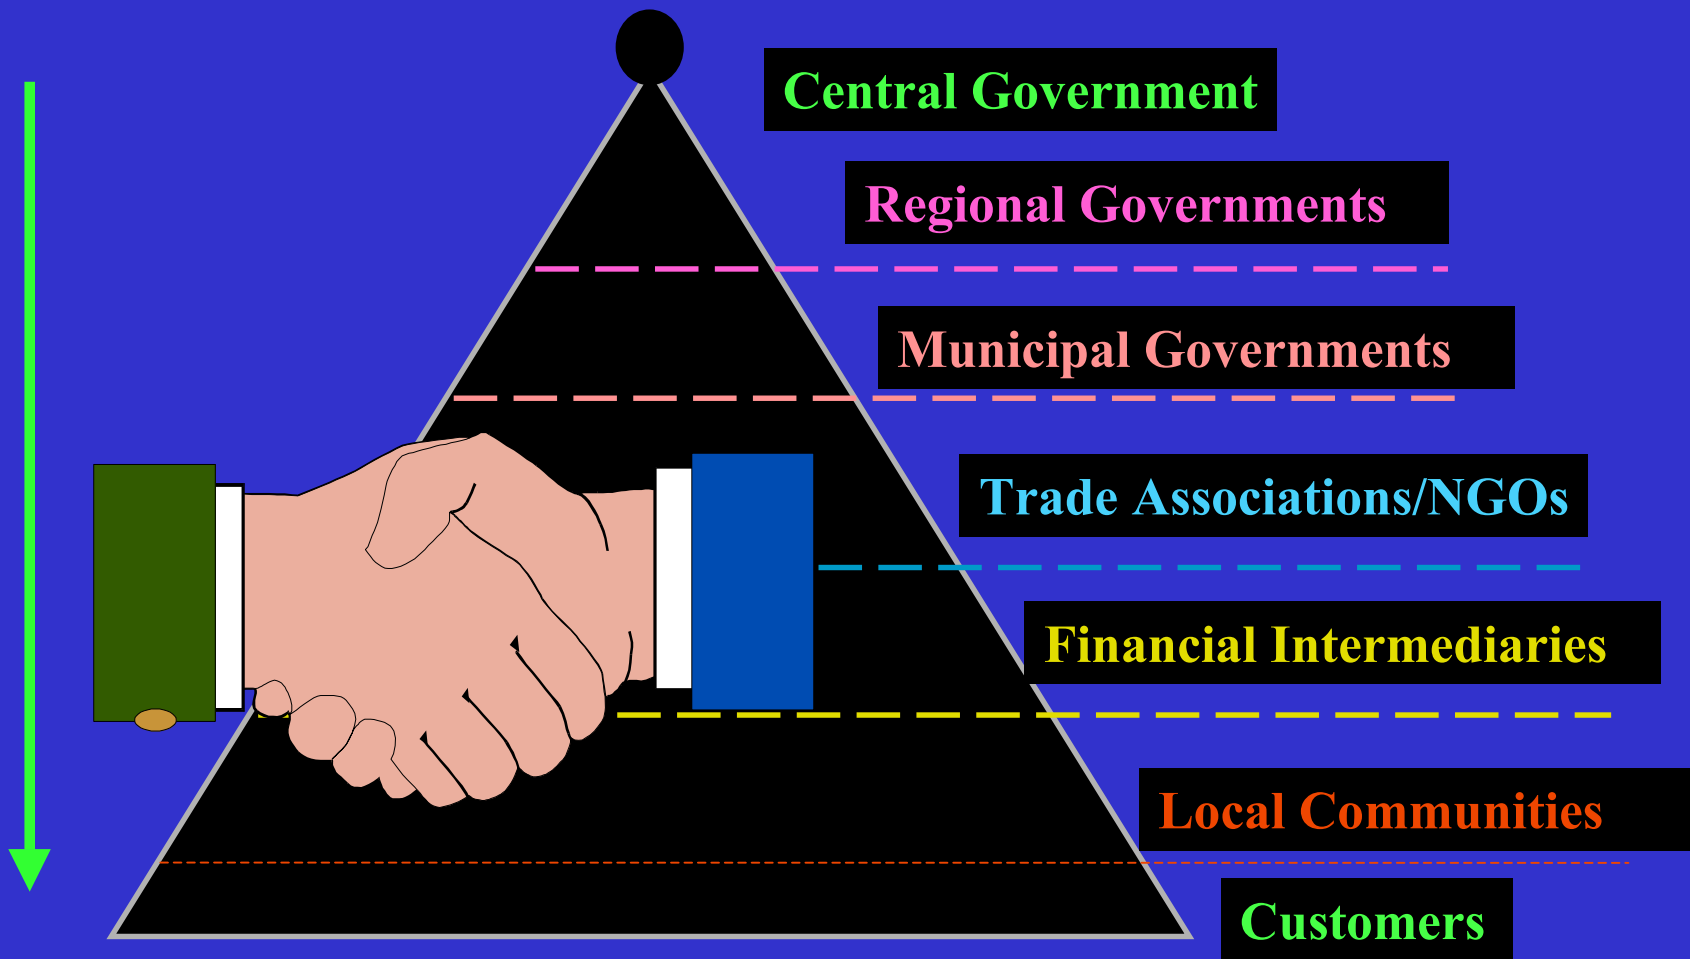 Central Government
Regional Governments
Municipal Governments
Trade Associations/NGOs
Financial Intermediaries
Local Communities
Customers